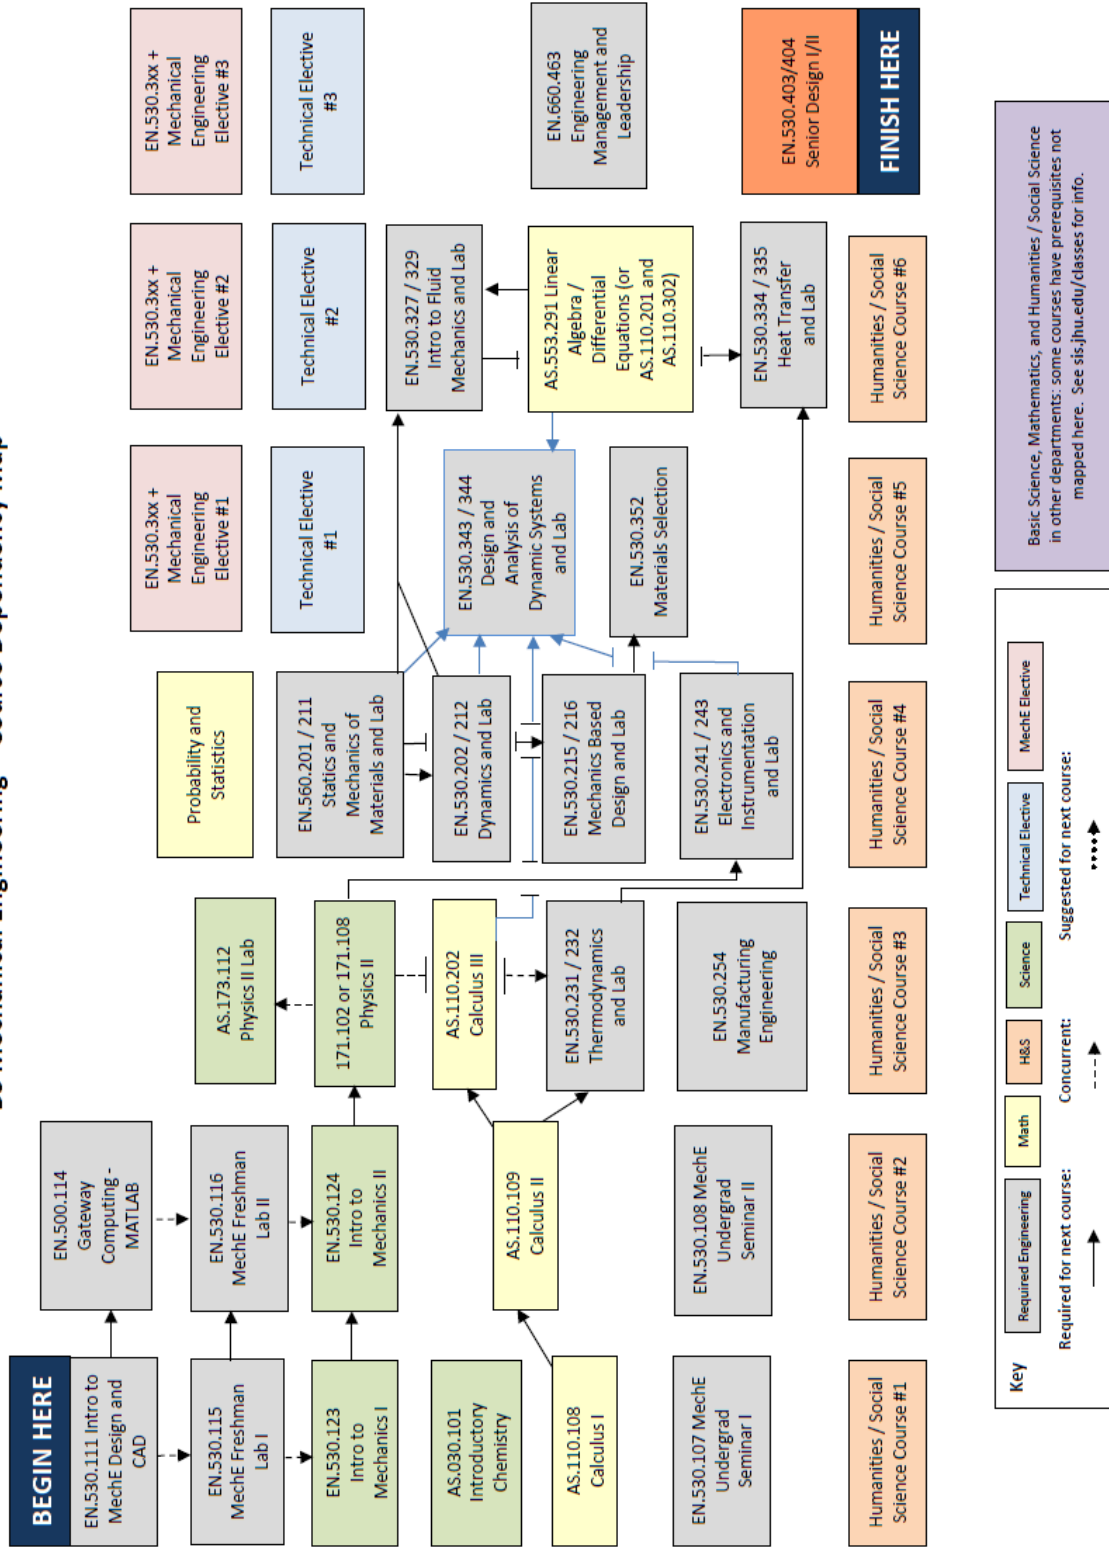 BS Mechanical Engineering - Course Dependency Map
BEGIN HERE
EN.530.111 Intro to
MechE Design and
CAD
EN.530.115
MechE Freshman
Lab I
EN.530.123
Intro to
Mechanics I
AS.030.101
Introductory
Chemistry
AS.110.108
Calculus I
EN.530.107 MechE
Undergrad
Seminar I
Humanities / Social
Science Course #1
EN.500.114
Gateway
Computing -
MATLAB
EN.530.116
MechE Freshman
Lab II
EN.530.124
Intro to
Mechanics II
AS.110.109
Calculus II
EN.530.108 MechE
Undergrad
Seminar II
Humanities / Social
Science Course #2
AS.173.112
Physics II Lab
171.102 or 171.108
Physics II
AS.110.202
Calculus III
EN.530.231 / 232
Thermodynamics
and Lab
EN.530.254
Manufacturing
Engineering
Humanities / Social
Science Course #3
Probability and
Statistics
EN.560.201 / 211
Statics and
Mechanics of
Materials and Lab
EN.530.202 / 212
Dynamics and Lab
EN.530.215 / 216
Mechanics Based
Design and Lab
EN.530.241 / 243
Electronics and
Instrumentation
and Lab
Humanities / Social
Science Course #4
EN.530.3xx +
Mechanical
Engineering
Elective #1
Technical Elective
#1
EN.530.343 / 344
Design and
Analysis of
Dynamic Systems
and Lab
EN.530.352
Materials Selection
Humanities / Social
Science Course #5
EN.530.3xx +
Mechanical
Engineering
Elective #2
Technical Elective
#2
EN.530.327 / 329
Intro to Fluid
Mechanics and Lab
AS.553.291 Linear
Algebra /
Differential
Equations (or
AS.110.201 and
AS.110.302)
EN.530.334 / 335
Heat Transfer
and Lab
Humanities / Social
Science Course #6
EN.530.3xx +
Mechanical
Engineering
Elective #3
Technical Elective
#3
EN.660.463
Engineering
Management and
Leadership
EN.530.403/404
Senior Design I/II
FINISH HERE
Key
Required Engineering
Math
H&S
Science
Technical Elective
MechE Elective
Required for next course:
Concurrent:
Suggested for next course:
Basic Science, Mathematics, and Humanities / Social Science
in other departments: some courses have prerequisites not
mapped here. See sis.jhu.edu/classes for info.